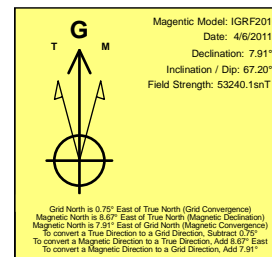 G
T M
Magentic Model: IGRF201
Date: 4/6/2011
Declination: 7.91°
Inclination / Dip: 67.20°
Field Strength: 53240.1snT
Grid North is 0.75° East of True North (Grid Convergence)
Magnetic North is 8.67° East of True North (Magnetic Declination)
Magnetic North is 7.91° East of Grid North (Magnetic Convergence)
To convert a True Direction to a Grid Direction, Subtract 0.75°
To convert a Magnetic Direction to a True Direction, Add 8.67° East
To convert a Magnetic Direction to a Grid Direction, Add 7.91°